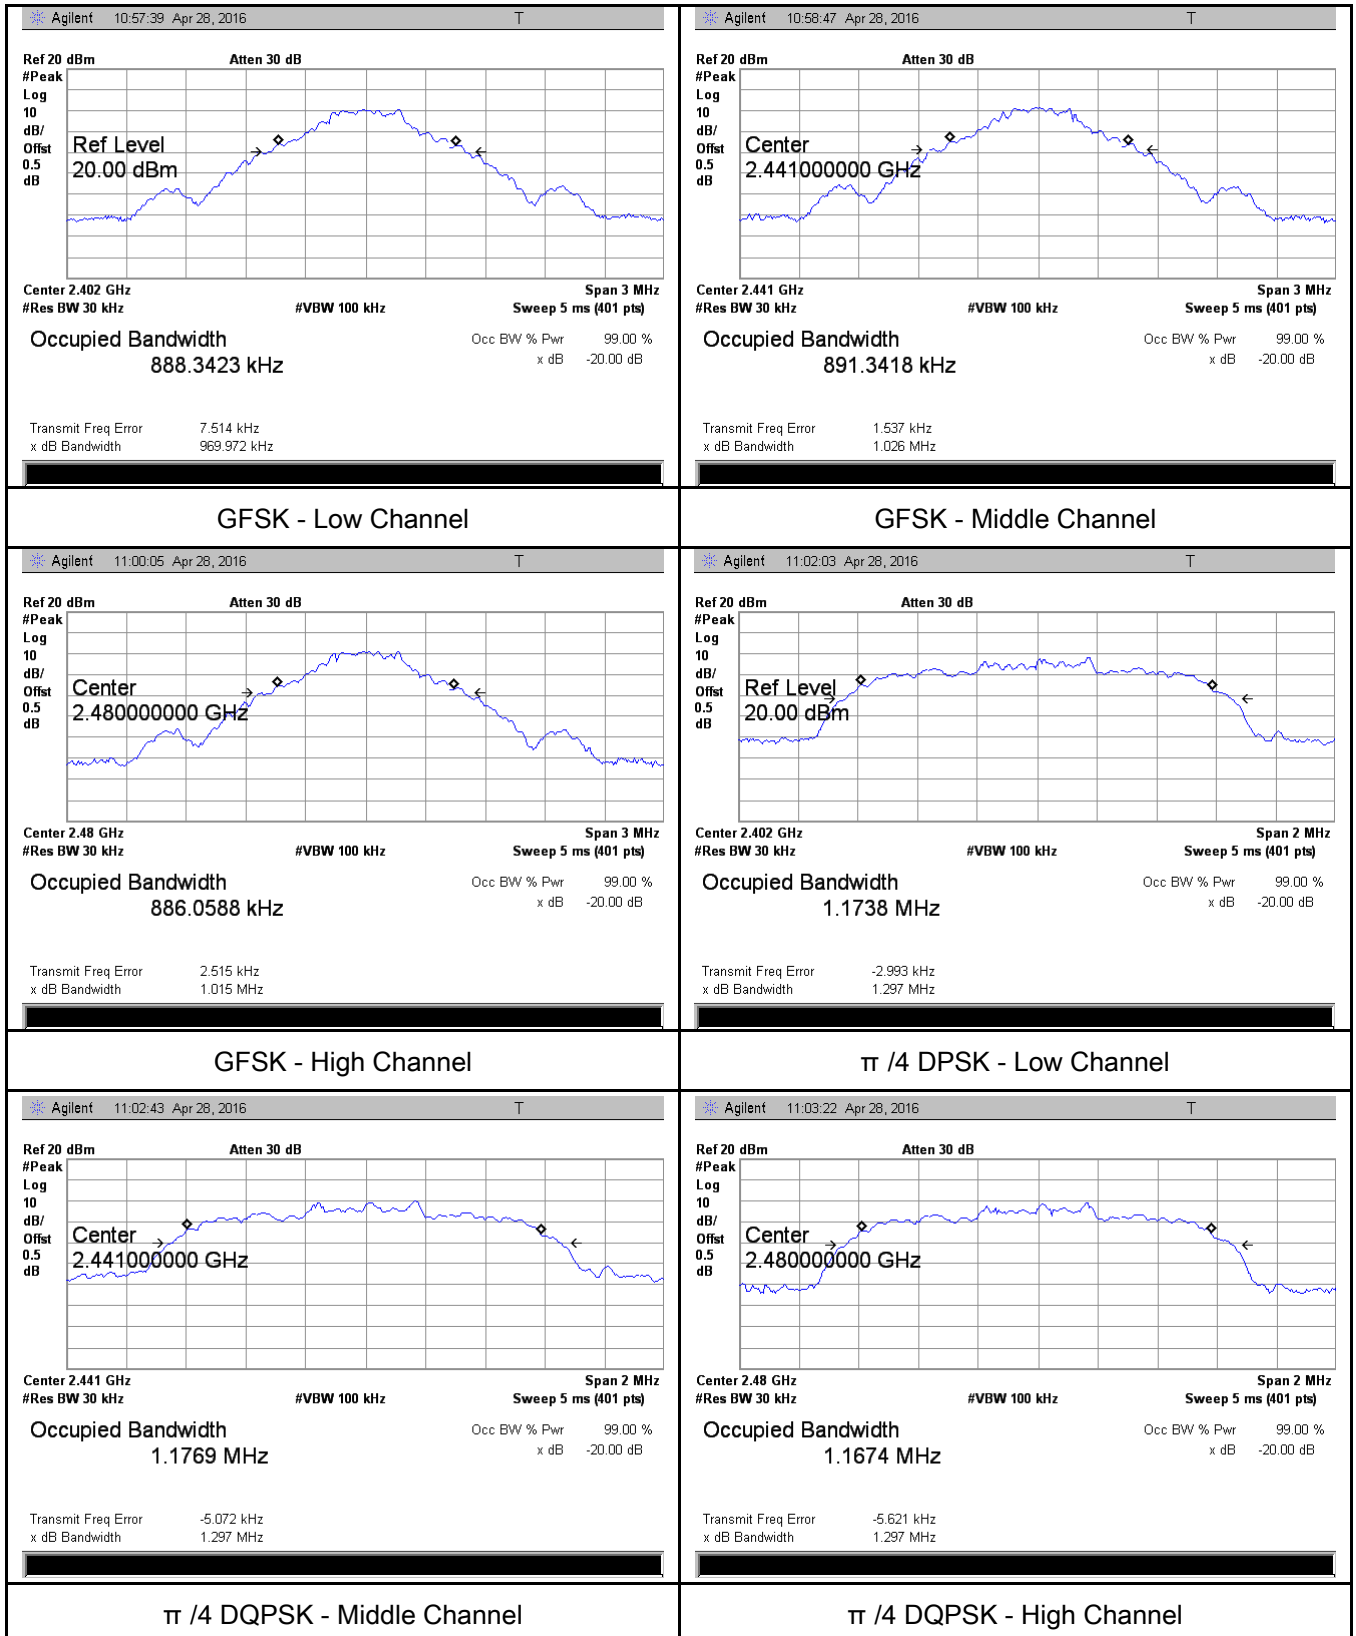 Agilent 10:57:39 Apr 28, 2016 T
Ref 20 dBm Atten 30 dB
#Peak
Log
10
dB/
Offst
0.5
dB
Ref Level
20.00 dBm
Center 2.402 GHz Span 3 MHz
#Res BW 30 kHz #VBW 100 kHz Sweep 5 ms (401 pts)
Occupied Bandwidth Occ BW % Pwr 99.00 %
888.3423 kHz x dB -20.00 dB
Transmit Freq Error 7.514 kHz
x dB Bandwidth 969.972 kHz
GFSK - Low Channel
Agilent 10:58:47 Apr 28, 2016 T
Ref 20 dBm Atten 30 dB
#Peak
Log
10
dB/
Offst
0.5
dB
Center
2.441000000 GHz
Center 2.441 GHz Span 3 MHz
#Res BW 30 kHz #VBW 100 kHz Sweep 5 ms (401 pts)
Occupied Bandwidth Occ BW % Pwr 99.00 %
891.3418 kHz x dB -20.00 dB
Transmit Freq Error 1.537 kHz
x dB Bandwidth 1.026 MHz
GFSK - Middle Channel
Agilent 11:00:05 Apr 28, 2016 T
Ref 20 dBm Atten 30 dB
#Peak
Log
10
dB/
Offst
0.5
dB
Center
2.480000000 GHz
Center 2.48 GHz Span 3 MHz
#Res BW 30 kHz #VBW 100 kHz Sweep 5 ms (401 pts)
Occupied Bandwidth Occ BW % Pwr 99.00 %
886.0588 kHz x dB -20.00 dB
Transmit Freq Error 2.515 kHz
x dB Bandwidth 1.015 MHz
GFSK - High Channel
Agilent 11:02:03 Apr 28, 2016 T
Ref 20 dBm Atten 30 dB
#Peak
Log
10
dB/
Offst
0.5
dB
Ref Level
20.00 dBm
Center 2.402 GHz Span 2 MHz
#Res BW 30 kHz #VBW 100 kHz Sweep 5 ms (401 pts)
Occupied Bandwidth Occ BW % Pwr 99.00 %
1.1738 MHz x dB -20.00 dB
Transmit Freq Error -2.993 kHz
x dB Bandwidth 1.297 MHz
π /4 DPSK - Low Channel
Agilent 11:02:43 Apr 28, 2016 T
Ref 20 dBm Atten 30 dB
#Peak
Log
10
dB/
Offst
0.5
dB
Center
2.441000000 GHz
Center 2.441 GHz Span 2 MHz
#Res BW 30 kHz #VBW 100 kHz Sweep 5 ms (401 pts)
Occupied Bandwidth Occ BW % Pwr 99.00 %
1.1769 MHz x dB -20.00 dB
Transmit Freq Error -5.072 kHz
x dB Bandwidth 1.297 MHz
π /4 DQPSK - Middle Channel
Agilent 11:03:22 Apr 28, 2016 T
Ref 20 dBm Atten 30 dB
#Peak
Log
10
dB/
Offst
0.5
dB
Center
2.480000000 GHz
Center 2.48 GHz Span 2 MHz
#Res BW 30 kHz #VBW 100 kHz Sweep 5 ms (401 pts)
Occupied Bandwidth Occ BW % Pwr 99.00 %
1.1674 MHz x dB -20.00 dB
Transmit Freq Error -5.621 kHz
x dB Bandwidth 1.297 MHz
π /4 DQPSK - High Channel